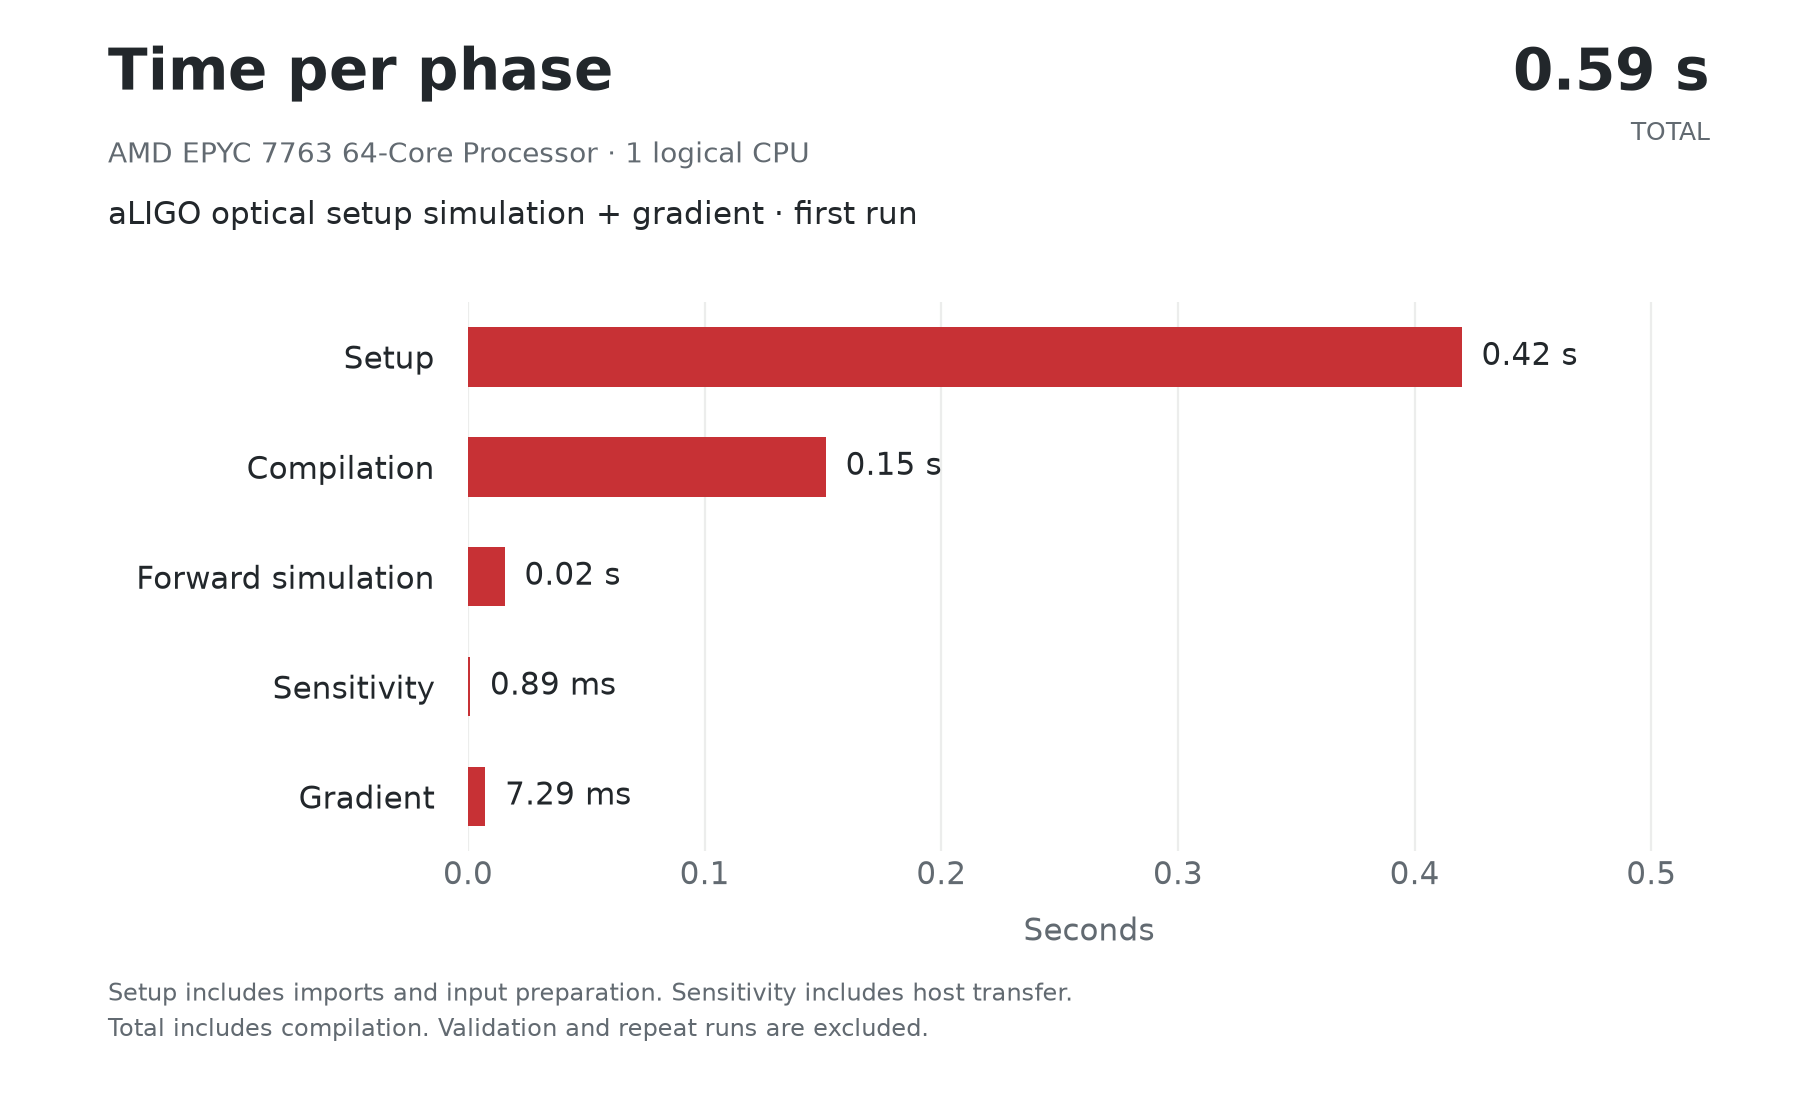 Time per phase
0.59 s
TOTAL
AMD EPYC 7763 64-Core Processor · 1 logical CPU
aLIGO optical setup simulation + gradient · first run
Setup
0.42 s
Compilation
0.15 s
Forward simulation
0.02 s
Sensitivity
0.89 ms
Gradient
7.29 ms
0.0 0.1 0.2 0.3 0.4 0.5
Seconds
Setup includes imports and input preparation. Sensitivity includes host transfer.
Total includes compilation. Validation and repeat runs are excluded.